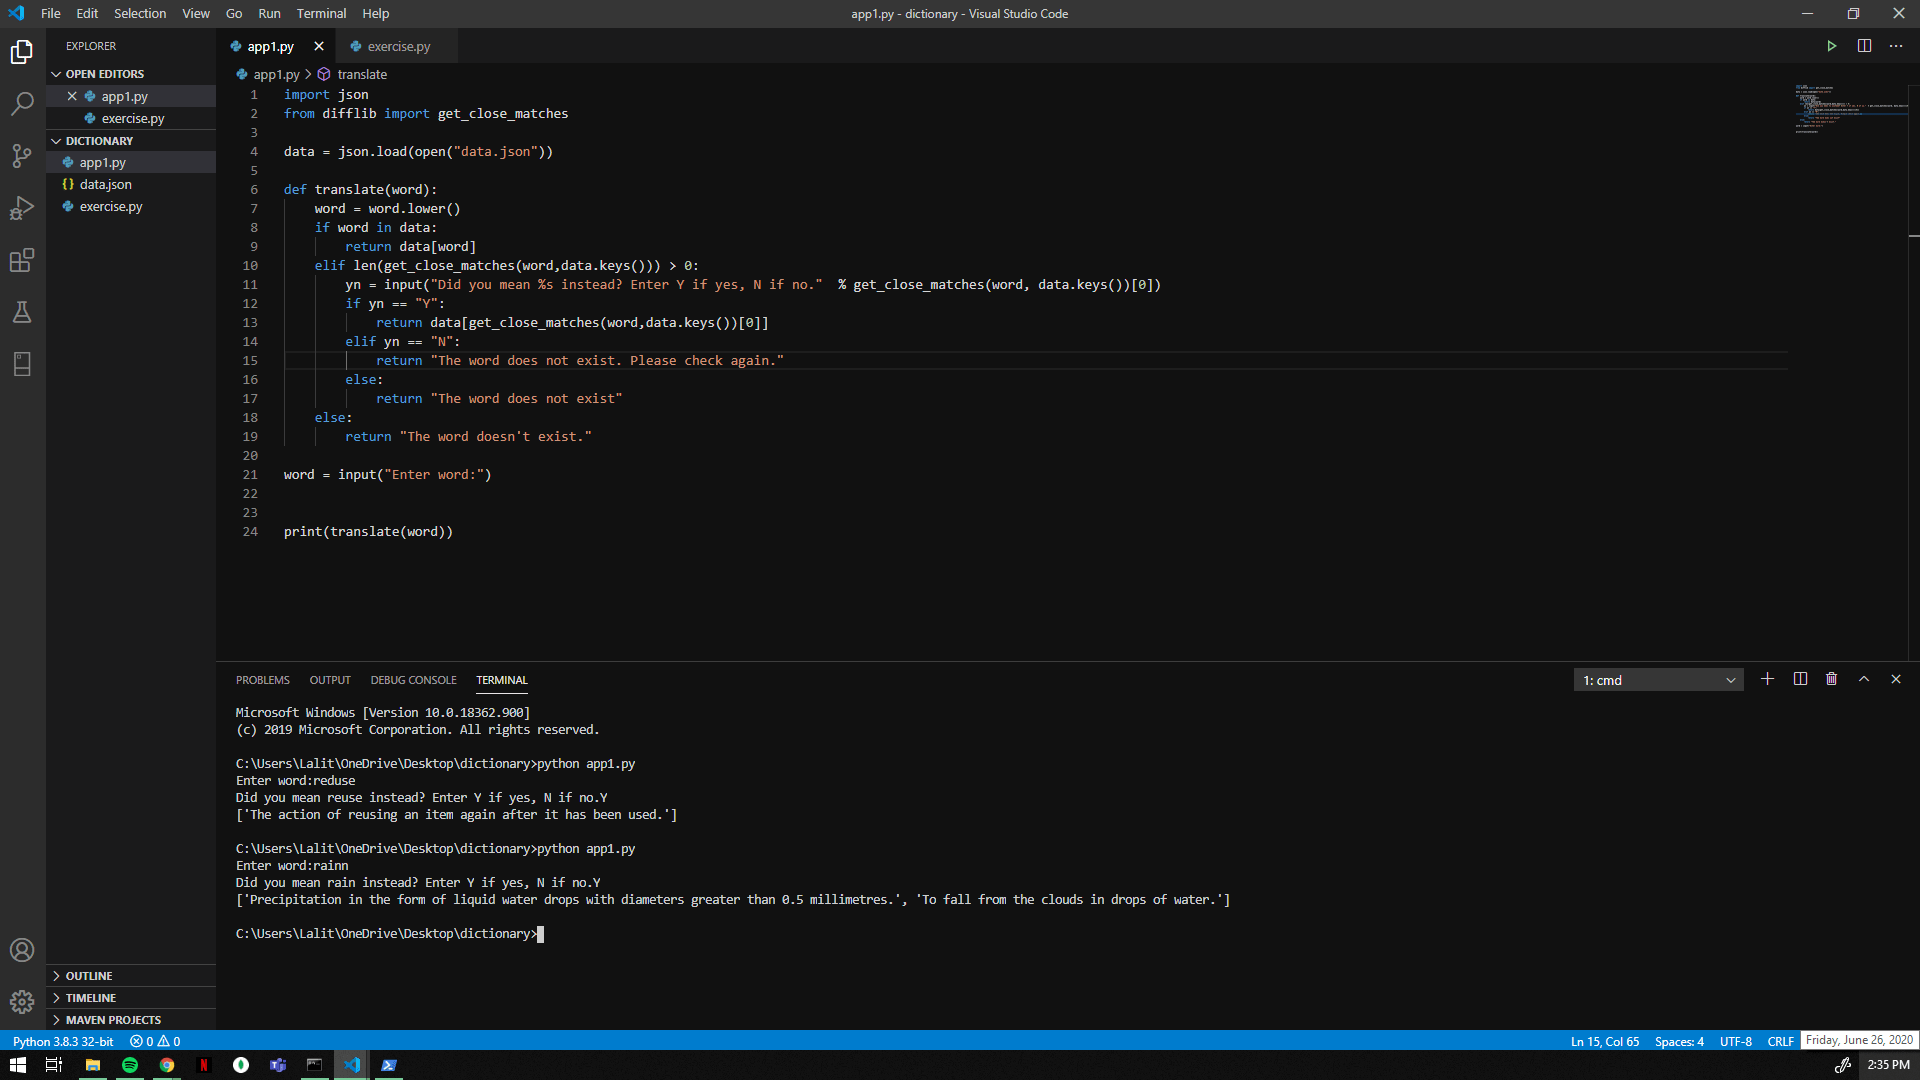 File Edit Selection View Go Run Terminal Help
app1.py - dictionary - Visual Studio Code
EXPLORER
OPEN EDITORS
app1.py
exercise.py
DICTIONARY
app1.py
data.json
exercise.py
OUTLINE
TIMELINE
MAVEN PROJECTS
app1.py exercise.py
app1.py > translate
1 import json
2 from difflib import get_close_matches
3
4 data = json.load(open("data.json"))
5
6 def translate(word):
7 word = word.lower()
8 if word in data:
9 return data[word]
10 elif len(get_close_matches(word,data.keys())) > 0:
11 yn = input("Did you mean %s instead? Enter Y if yes, N if no."  % get_close_matches(word, data.keys())[0])
12 if yn == "Y":
13 return data[get_close_matches(word,data.keys())[0]]
14 elif yn == "N":
15 return "The word does not exist. Please check again."
16 else:
17 return "The word does not exist"
18 else:
19 return "The word doesn't exist."
20
21 word = input("Enter word:")
22
23
24 print(translate(word))
PROBLEMS OUTPUT DEBUG CONSOLE TERMINAL
1: cmd
Microsoft Windows [Version 10.0.18362.900]
(c) 2019 Microsoft Corporation. All rights reserved.
C:\Users\Lalit\OneDrive\Desktop\dictionary>python app1.py
Enter word:reduse
Did you mean reuse instead? Enter Y if yes, N if no.Y
['The action of reusing an item again after it has been used.']
C:\Users\Lalit\OneDrive\Desktop\dictionary>python app1.py
Enter word:rainn
Did you mean rain instead? Enter Y if yes, N if no.Y
['Precipitation in the form of liquid water drops with diameters greater than 0.5 millimetres.', 'To fall from the clouds in drops of water.']
C:\Users\Lalit\OneDrive\Desktop\dictionary>
Python 3.8.3 32-bit 0 0
Ln 15, Col 65 Spaces: 4 UTF-8 CRLF
Friday, June 26, 2020
2:35 PM